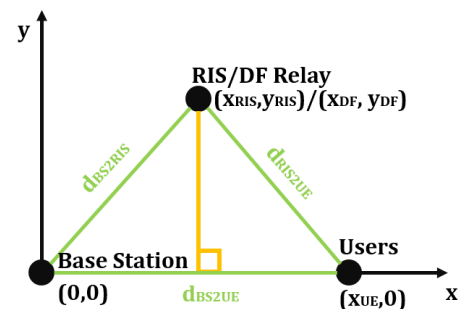 y
RIS/DF Relay
(xRIS,yRIS)/(xDF, yDF)
dBS2RIS
dRIS2UE
Base Station
Users
(0,0)
dBS2UE
(xUE,0)
x